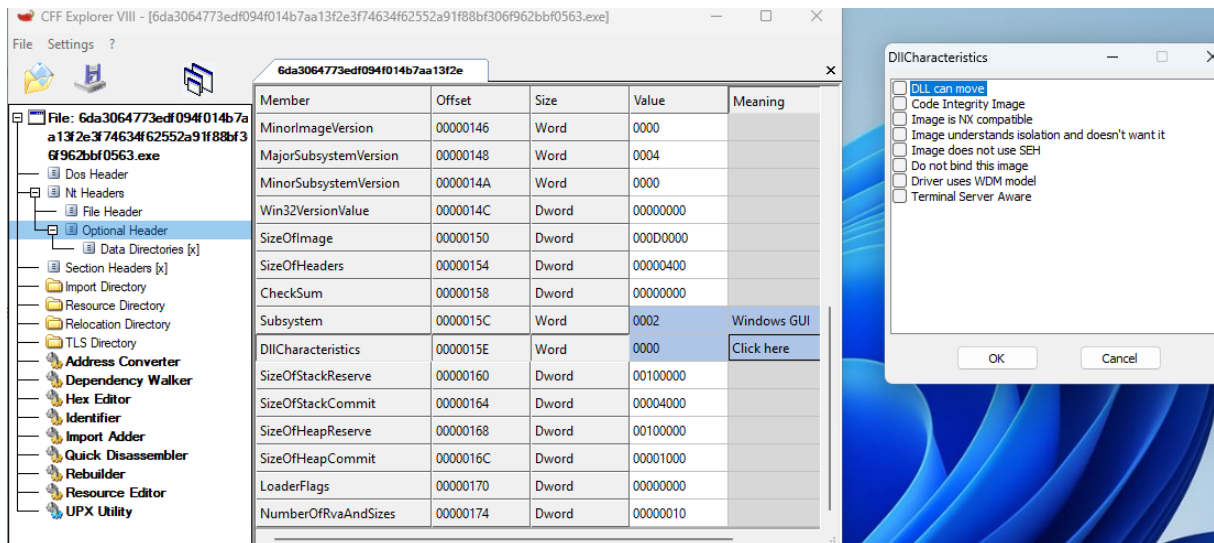 CFF Explorer VIII - [6da3064773edf094f014b7aa13f2e3f74634f62552a91f88bf306f962bbf0563.exe]
File Settings ?
6da3064773edf094f014b7aa13f2e
File: 6da3064773edf094f014b7a
a13f2e3f74634f62552a91f88bf3
6f962bbf0563.exe
Dos Header
Nt Headers
File Header
Optional Header
Data Directories [x]
Section Headers [x]
Import Directory
Resource Directory
Relocation Directory
TLS Directory
Address Converter
Dependency Walker
Hex Editor
Identifier
Import Adder
Quick Disassembler
Rebuilder
Resource Editor
UPX Utility
Member Offset Size Value Meaning
MinorImageVersion 00000146 Word 0000
MajorSubsystemVersion 00000148 Word 0004
MinorSubsystemVersion 0000014A Word 0000
Win32VersionValue 0000014C Dword 00000000
SizeOfImage 00000150 Dword 000D0000
SizeOfHeaders 00000154 Dword 00000400
CheckSum 00000158 Dword 00000000
Subsystem 0000015C Word 0002 Windows GUI
DllCharacteristics 0000015E Word 0000 Click here
SizeOfStackReserve 00000160 Dword 00100000
SizeOfStackCommit 00000164 Dword 00004000
SizeOfHeapReserve 00000168 Dword 00100000
SizeOfHeapCommit 0000016C Dword 00001000
LoaderFlags 00000170 Dword 00000000
NumberOfRvaAndSizes 00000174 Dword 00000010
DllCharacteristics
DLL can move
Code Integrity Image
Image is NX compatible
Image understands isolation and doesn't want it
Image does not use SEH
Do not bind this image
Driver uses WDM model
Terminal Server Aware
OK Cancel